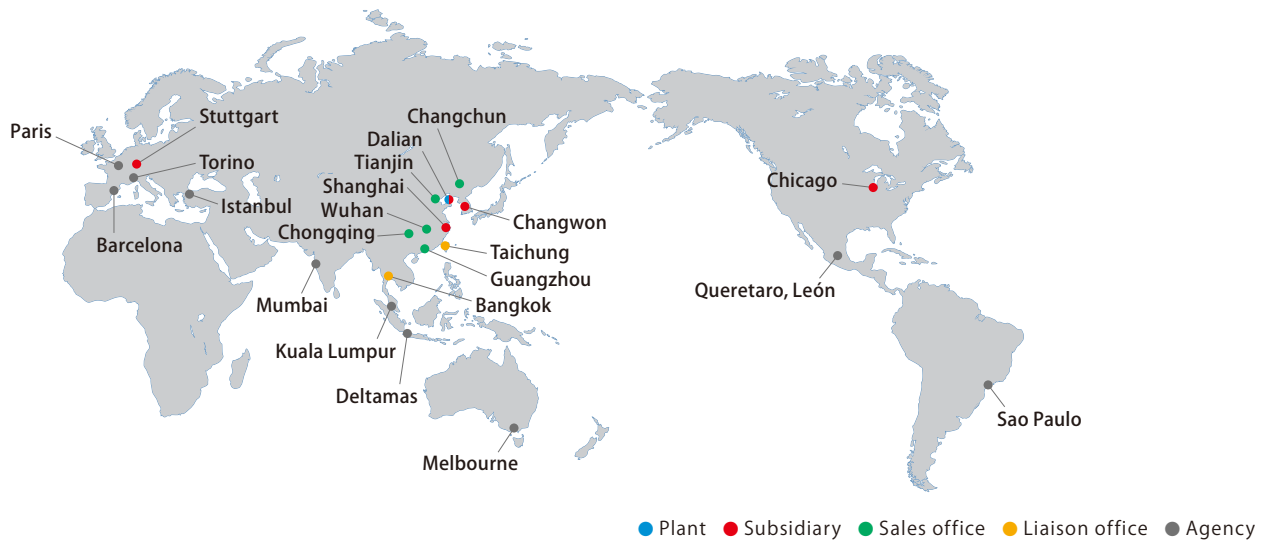 Paris
Stuttgart
Torino
Istanbul
Barcelona
Changchun
Dalian
Tianjin
Shanghai
Wuhan
Chongqing
Changwon
Taichung
Guangzhou
Bangkok
Mumbai
Kuala Lumpur
Deltamas
Melbourne
Chicago
Queretaro, León
Sao Paulo
Plant Subsidiary Sales office Liaison office Agency